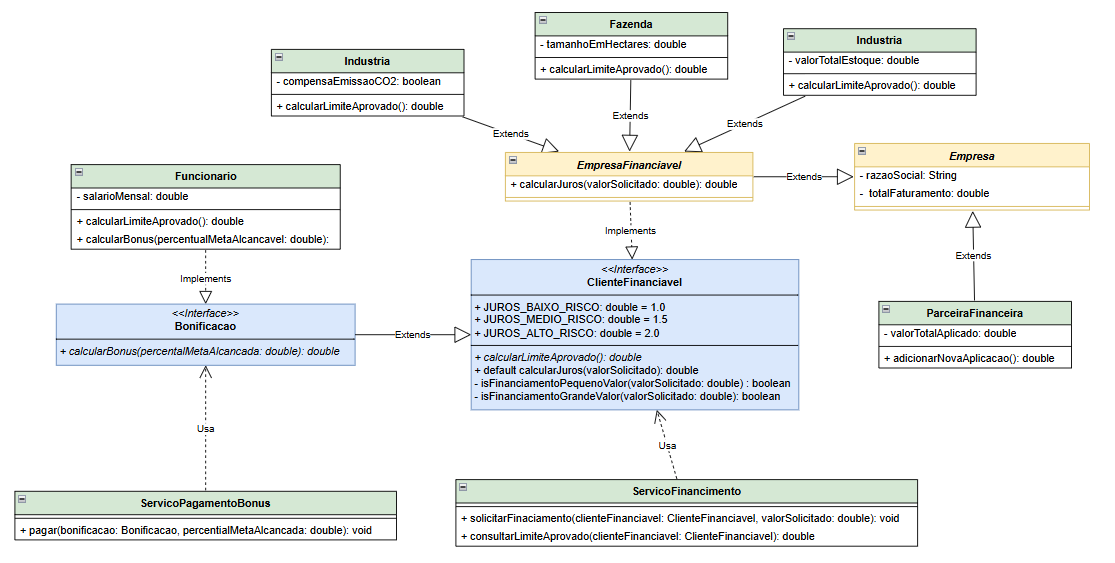 Fazenda
- tamanhoEmHectares: double
+ calcularLimiteAprovado(): double
Industria
- valorTotalEstoque: double
+ calcularLimiteAprovado(): double
Industria
- compensaEmissaoCO2: boolean
+ calcularLimiteAprovado(): double
Extends
Extends
Extends
EmpresaFinanciavel
+ calcularJuros(valorSolicitado: double): double
Extends
Empresa
- razaoSocial: String
- totalFaturamento: double
Funcionario
- salarioMensal: double
+ calcularLimiteAprovado(): double
+ calcularBonus(percentualMetaAlcancavel: double):
Implements
Implements
Extends
<<Interface>>
ClienteFinanciavel
+ JUROS_BAIXO_RISCO: double = 1.0
+ JUROS_MEDIO_RISCO: double = 1.5
+ JUROS_ALTO_RISCO: double = 2.0
+ calcularLimiteAprovado(): double
+ default calcularJuros(valorSolicitado): double
- isFinanciamentoPequenoValor(valorSolicitado: double) : boolean
- isFinanciamentoGrandeValor(valorSolicitado: double): boolean
<<Interface>>
Bonificacao
+ calcularBonus(percentalMetaAlcancada: double): double
Extends
ParceiraFinanceira
- valorTotalAplicado: double
+ adicionarNovaAplicacao(): double
Usa
Usa
ServicoPagamentoBonus
+ pagar(bonificacao: Bonificacao, percentialMetaAlcancada: double): void
ServicoFinancimento
+ solicitarFinaciamento(clienteFinanciavel: ClienteFinanciavel, valorSolicitado: double): void
+ consultarLimiteAprovado(clienteFinanciavel: ClienteFinanciavel): double